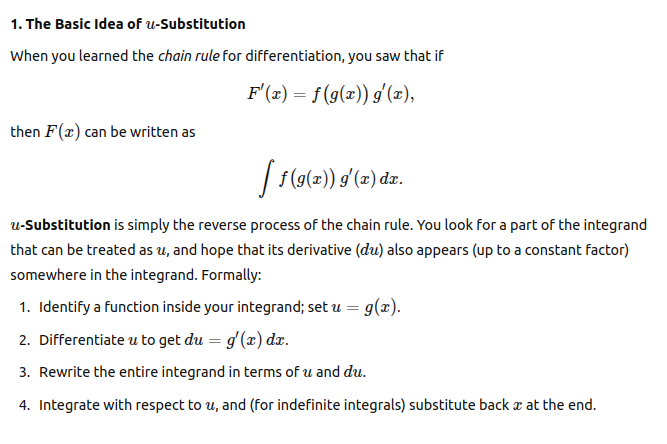 1. The Basic Idea of u-Substitution
When you learned the chain rule for differentiation, you saw that if
F′(x) = f(g(x)) g′(x),
then F(x) can be written as
∫ f(g(x)) g′(x) dx.
u-Substitution is simply the reverse process of the chain rule. You look for a part of the integrand
that can be treated as u, and hope that its derivative (du) also appears (up to a constant factor)
somewhere in the integrand. Formally:
1. Identify a function inside your integrand; set u = g(x).
2. Differentiate u to get du = g′(x) dx.
3. Rewrite the entire integrand in terms of u and du.
4. Integrate with respect to u, and (for indefinite integrals) substitute back x at the end.